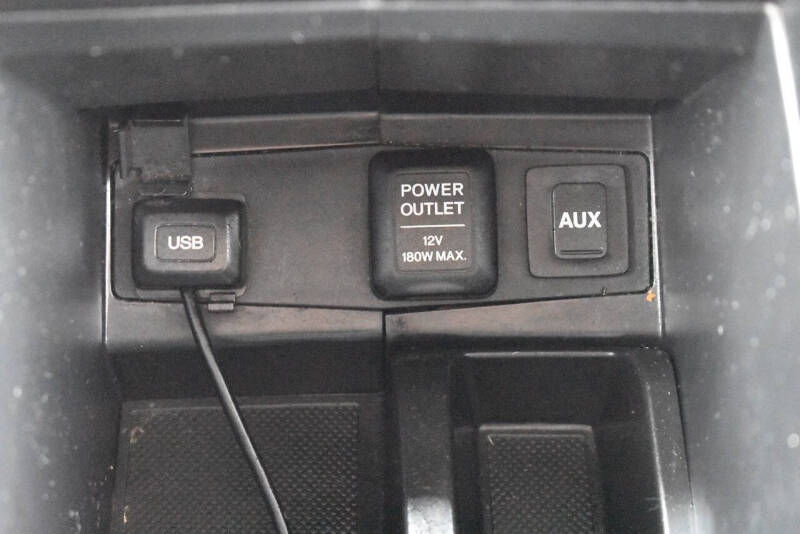 USB
POWER
OUTLET
12V
180W MAX.
AUX